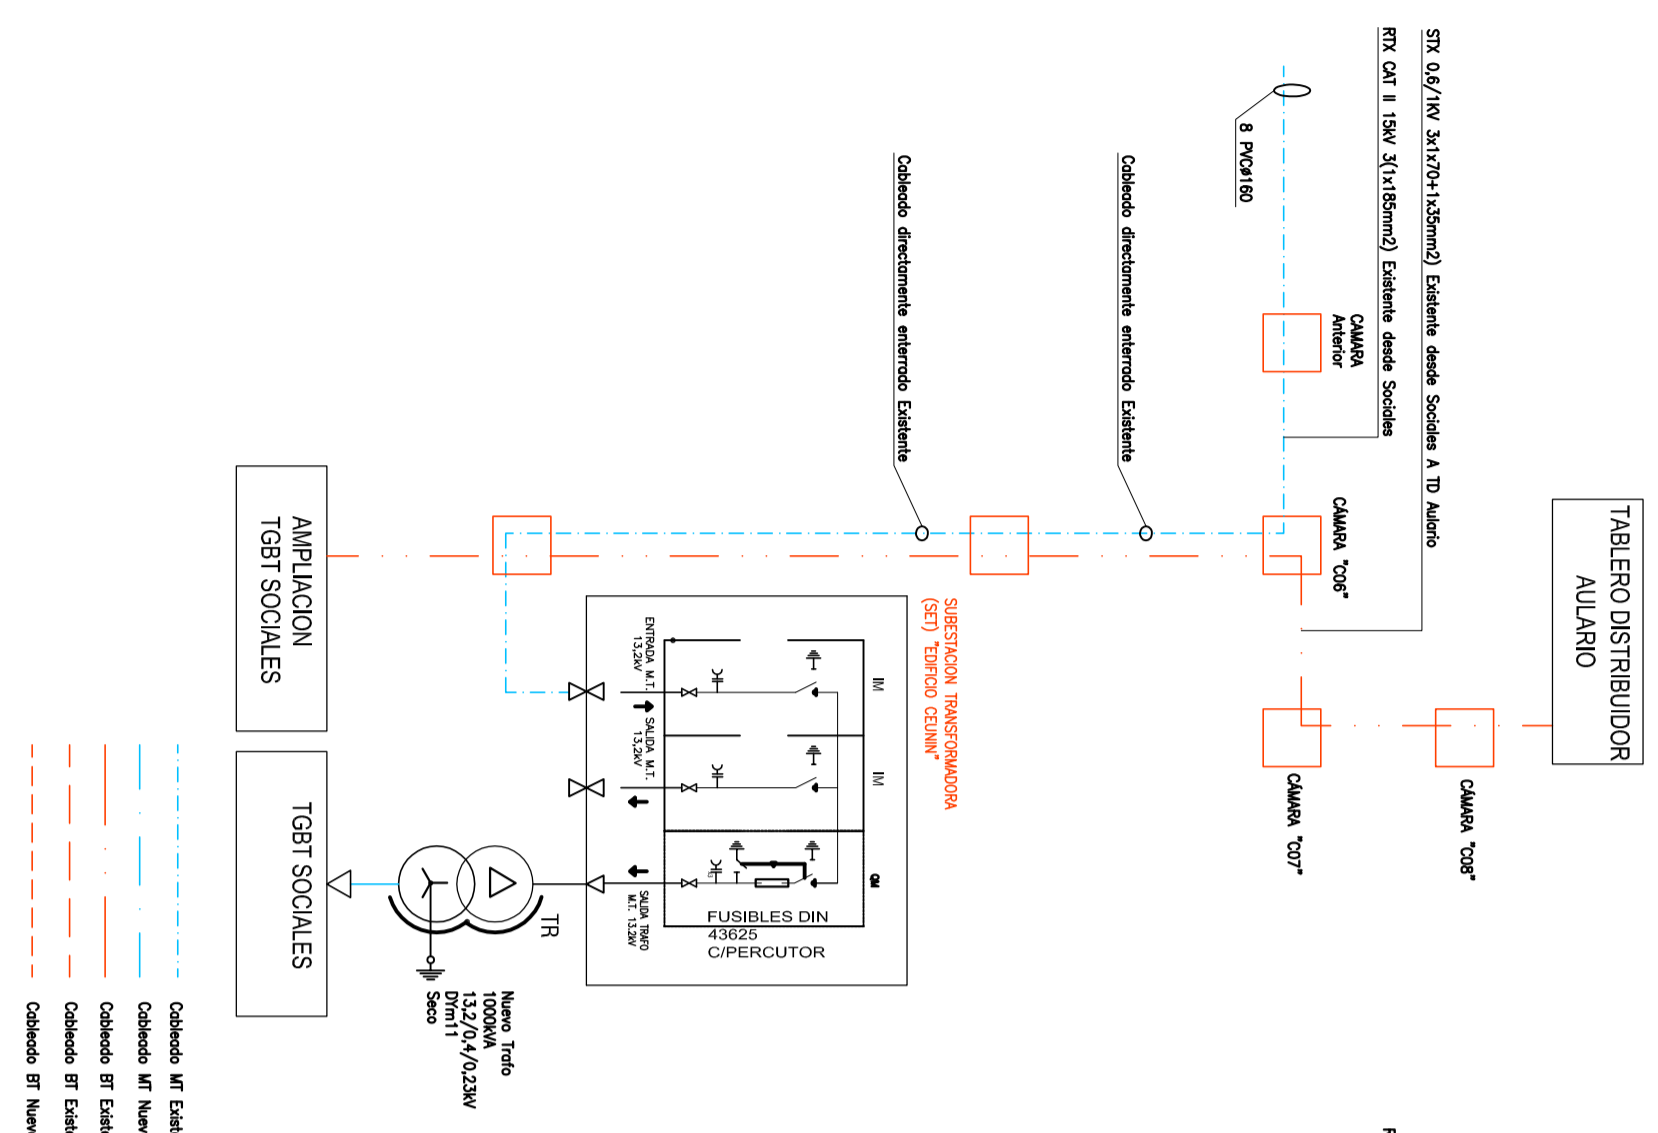 STX 0,6/1KV 3x1x70+1x35mm2) Existente desde Sociales A TD Aulario
RTX CAT II 15kV 3(1x185mm2) Existente desde Sociales
8 PVCø160
CAMARA
Anterior
Cableado directamente enterrado Existente
Cableado directamente enterrado Existente
CÁMARA "C06"
TABLERO DISTRIBUIDOR
AULARIO
CÁMARA "C07"
CÁMARA "C08"
AMPLIACION
TGBT SOCIALES
SUBESTACION TRANSFORMADORA
(SET) "EDIFICIO CEUNIN"
IM
IM
QM
ENTRADA M.T.
13,2kV
SALIDA M.T.
13,2kV
SALIDA TRAFO
M.T. 13.2kV
FUSIBLES DIN
43625
C/PERCUTOR
TR
TGBT SOCIALES
Nuevo Trafo
1000kVA
13,2/0,4/0,23kV
DYn11
Seco
Cableado MT Exist
Cableado MT Nuev
Cableado BT Exist
Cableado BT Exist
Cableado BT Nuev